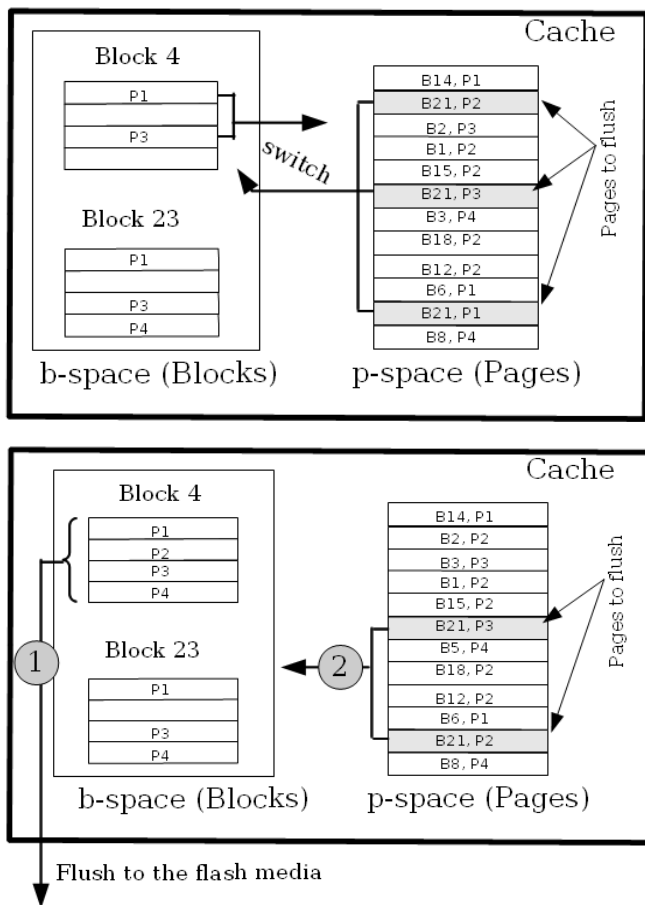 Cache
Block 4
P1
P3
switch
Block 23
P1
P3
P4
b-space (Blocks)
B14, P1
B21, P2
B2, P3
B1, P2
B15, P2
B21, P3
B3, P4
B18, P2
B12, P2
B6, P1
B21, P1
B8, P4
p-space (Pages)
Pages to flush
Cache
Block 4
P1
P2
P3
P4
1
Block 23
P1
P3
P4
b-space (Blocks)
2
B14, P1
B2, P2
B3, P3
B1, P2
B15, P2
B21, P3
B5, P4
B18, P2
B12, P2
B6, P1
B21, P2
B8, P4
p-space (Pages)
Pages to flush
Flush to the flash media